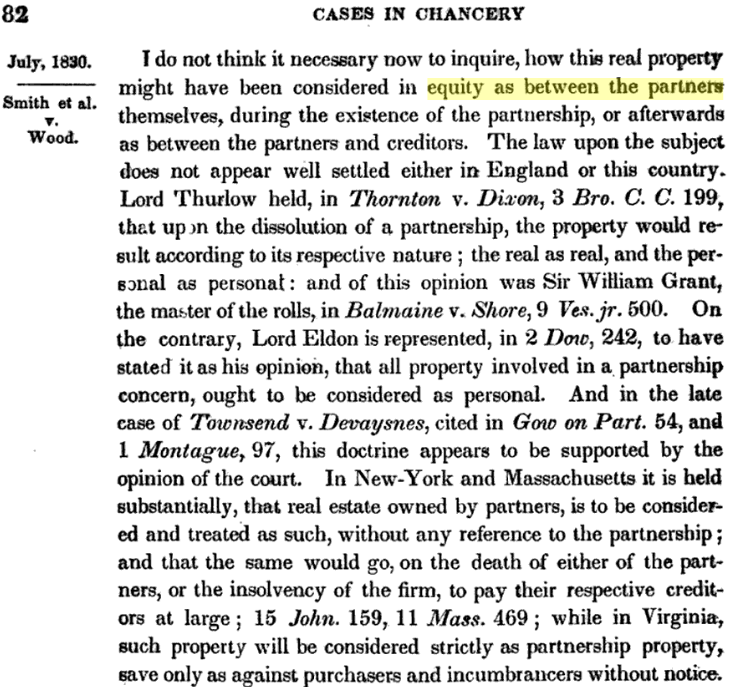 82
CASES IN CHANCERY
July, 1830.
Smith et al.
v.
Wood.
I do not think it necessary now to inquire, how this real property
might have been considered in equity as between the partners
themselves, during the existence of the partnership, or afterwards
as between the partners and creditors. The law upon the subject
does not appear well settled either in England or this country.
Lord Thurlow held, in Thornton v. Dixon, 3 Bro. C. C. 199,
that upon the dissolution of a partnership, the property would re-
sult according to its respective nature ; the real as real, and the per-
sonal as personal : and of this opinion was Sir William Grant,
the master of the rolls, in Balmaine v. Shore, 9 Ves. jr. 500. On
the contrary, Lord Eldon is represented, in 2 Dow, 242, to have
stated it as his opinion, that all property involved in a partnership
concern, ought to be considered as personal. And in the late
case of Townsend v. Devaysnes, cited in Gow on Part. 54, and
1 Montague, 97, this doctrine appears to be supported by the
opinion of the court. In New-York and Massachusetts it is held
substantially, that real estate owned by partners, is to be consider-
ed and treated as such, without any reference to the partnership ;
and that the same would go, on the death of either of the part-
ners, or the insolvency of the firm, to pay their respective credit-
ors at large ; 15 John. 159, 11 Mass. 469 ; while in Virginia,
such property will be considered strictly as partnership property,
save only as against purchasers and incumbrancers without notice.